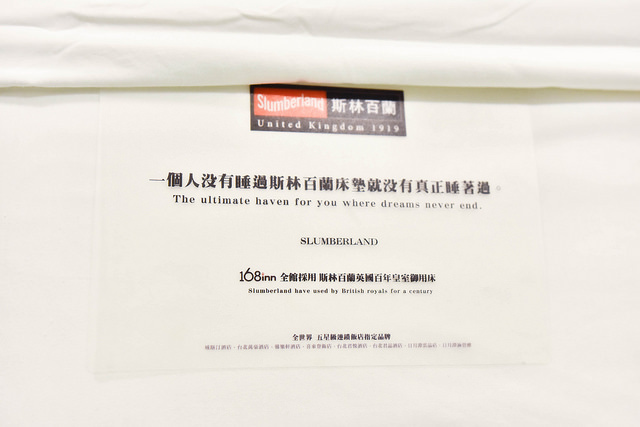 Slumberland 斯林百蘭
United Kingdom 1919
一個人沒有睡過斯林百蘭床墊就沒有真正睡著過。
The ultimate haven for you where dreams never end.
SLUMBERLAND
168inn 全館採用 斯林百蘭英國百年皇室御用床
Slumberland have used by British royals for a century
全世界 五星級連鎖飯店指定品牌